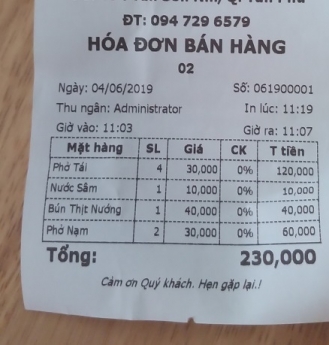 ĐT: 094 729 6579
HÓA ĐƠN BÁN HÀNG
02
Ngày: 04/06/2019 Số: 061900001
Thu ngân: Administrator In lúc: 11:19
Giờ vào: 11:03 Giờ ra: 11:07
Mặt hàng SL Giá CK T tiền
Phở Tái 4 30,000 0% 120,000
Nước Sâm 1 10,000 0% 10,000
Bún Thịt Nướng 1 40,000 0% 40,000
Phở Nạm 2 30,000 0% 60,000
Tổng: 230,000
Cảm ơn Quý khách. Hẹn gặp lại.!